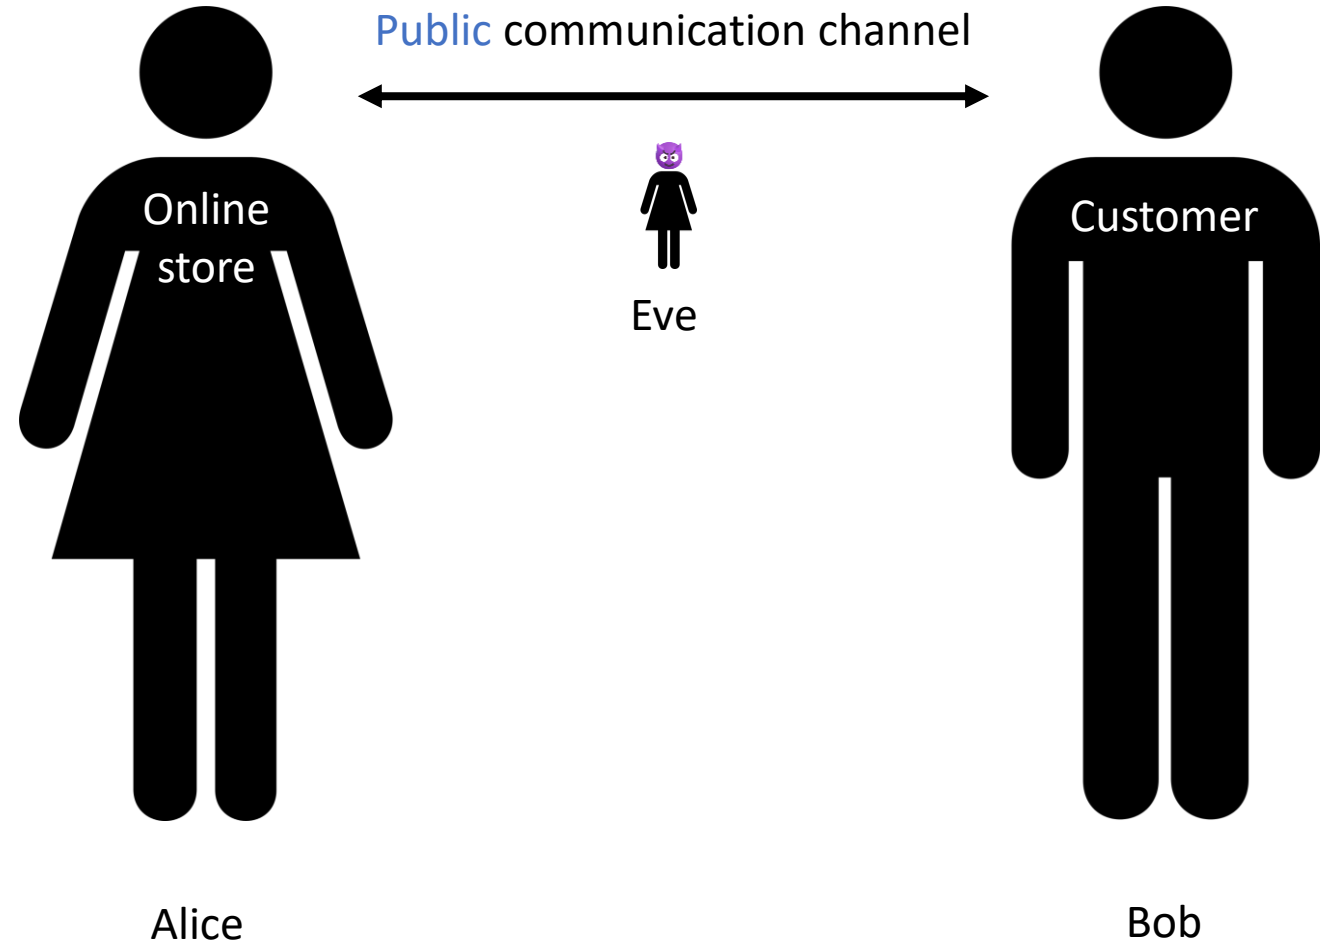 Public communication channel
Online
store
Customer
Eve
Alice
Bob